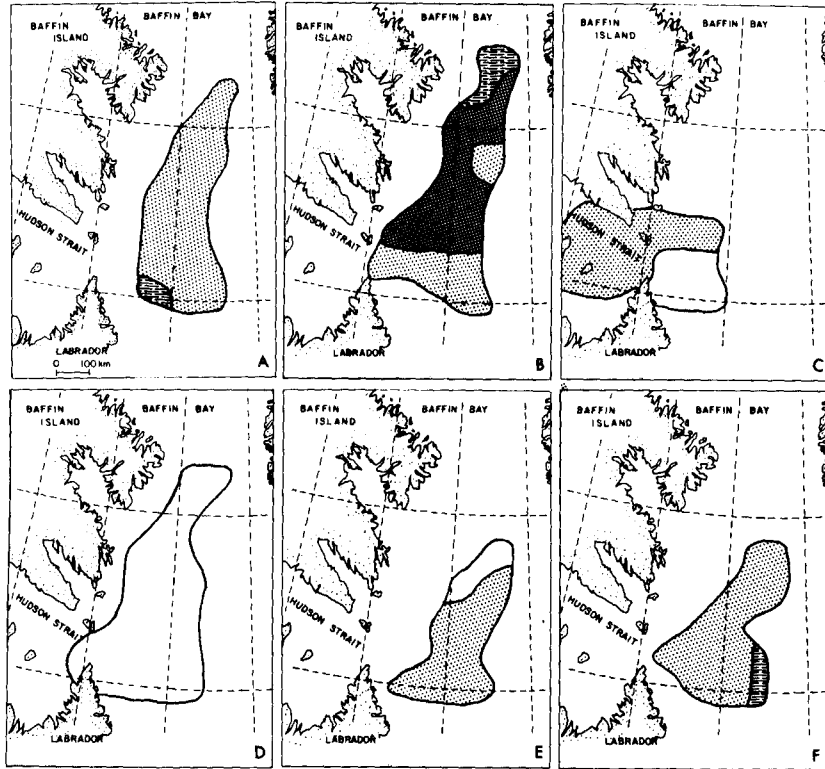 BAFFIN BAY
BAFFIN
ISLAND
HUDSON STRAIT
LABRADOR
0 100 km
A
BAFFIN BAY
BAFFIN
ISLAND
HUDSON STRAIT
LABRADOR
B
BAFFIN BAY
BAFFIN
ISLAND
HUDSON STRAIT
LABRADOR
C
BAFFIN BAY
BAFFIN
ISLAND
HUDSON STRAIT
LABRADOR
D
BAFFIN BAY
BAFFIN
ISLAND
HUDSON STRAIT
LABRADOR
E
BAFFIN BAY
BAFFIN
ISLAND
HUDSON STRAIT
LABRADOR
F